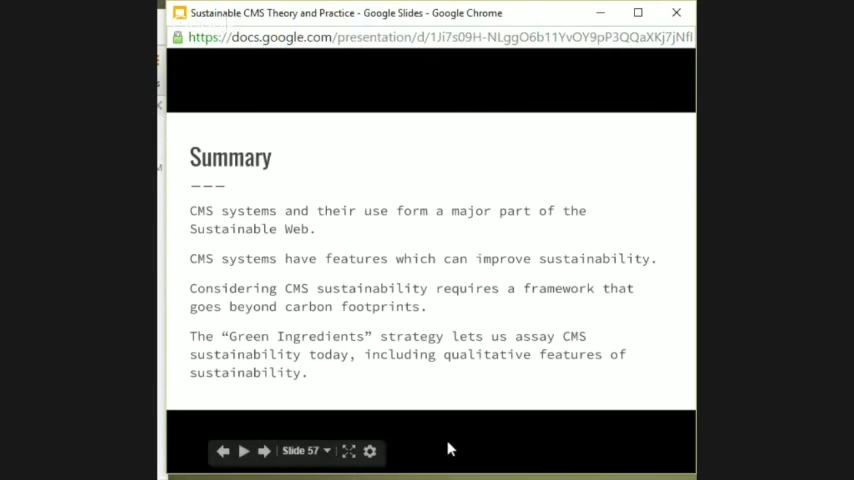 Sustainable CMS Theory and Practice - Google Slides - Google Chrome
https://docs.google.com/presentation/d/1Ji7s09H-NLggO6b11YvOY9pP3QQaXKj7jNfl
Summary
CMS systems and their use form a major part of the
Sustainable Web.
CMS systems have features which can improve sustainability.
Considering CMS sustainability requires a framework that
goes beyond carbon footprints.
The “Green Ingredients” strategy lets us assay CMS
sustainability today, including qualitative features of
sustainability.
Slide 57